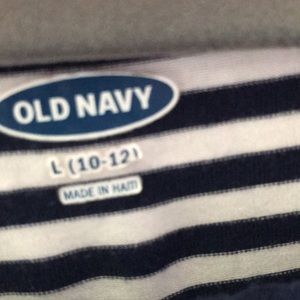 OLD NAVY
L (10-12)
MADE IN HAITI